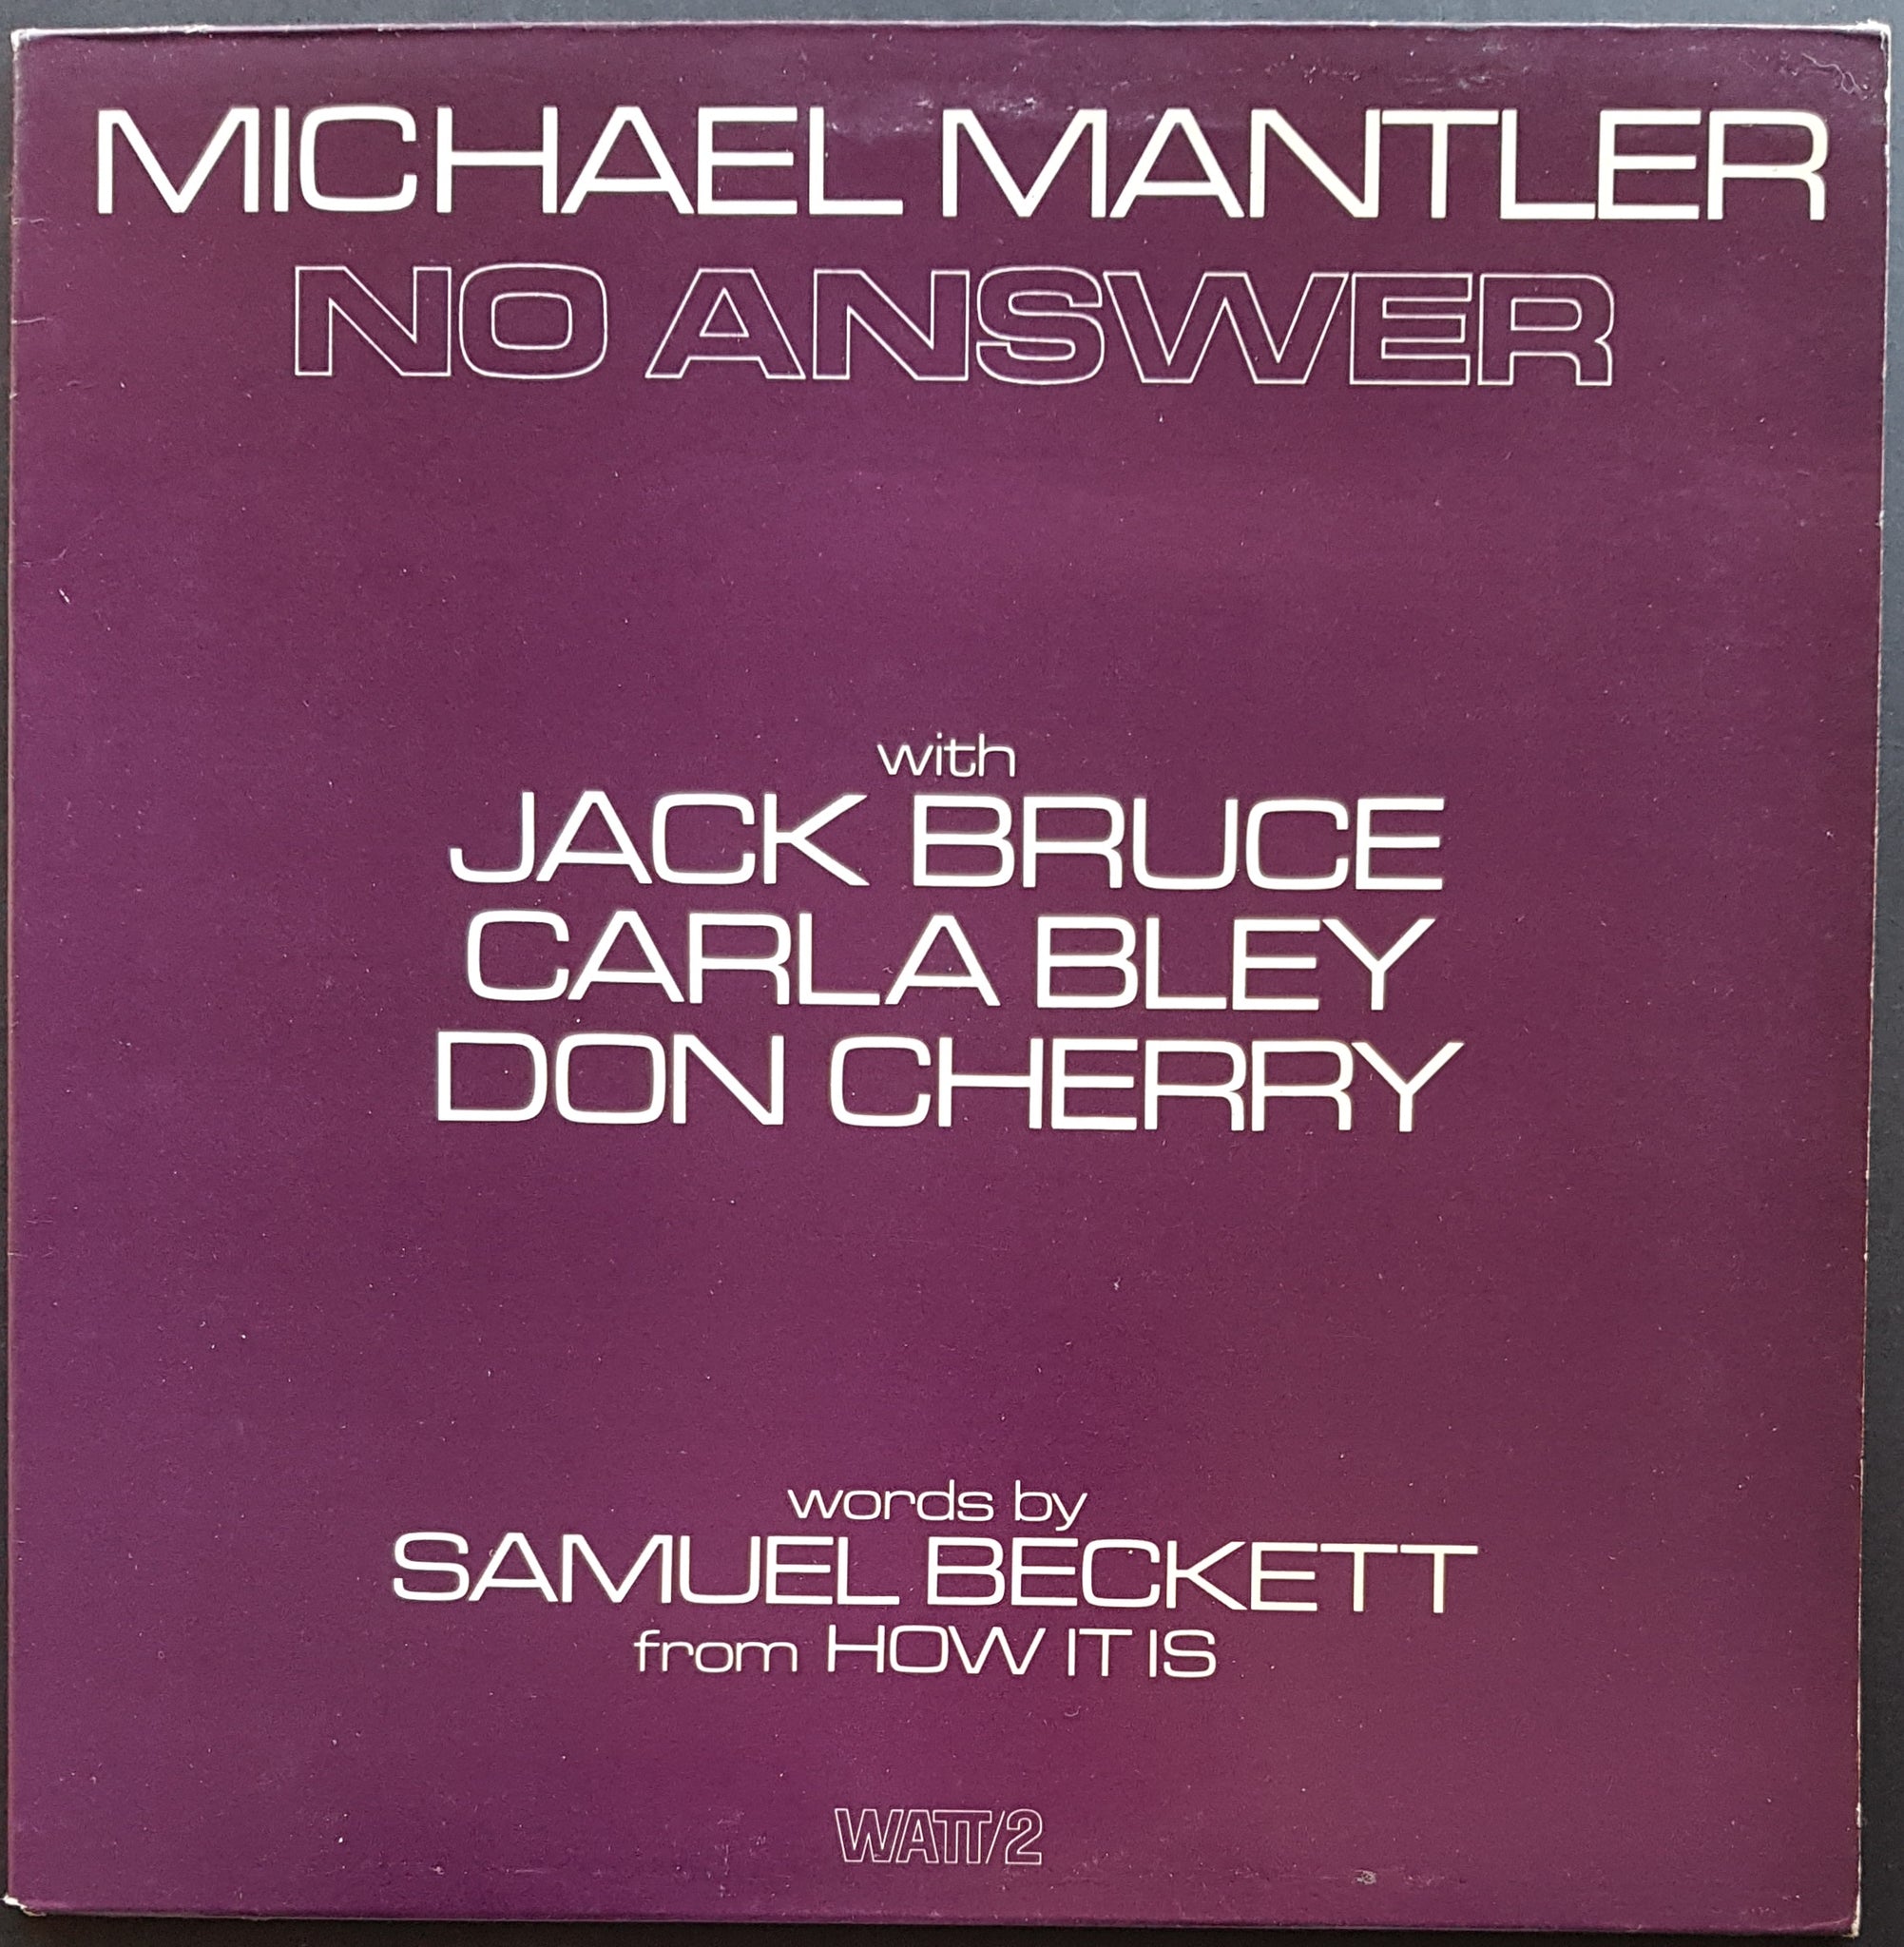 MICHAEL MANTLER
NO ANSWER
with
JACK BRUCE
CARLA BLEY
DON CHERRY
words by
SAMUEL BECKETT
from HOW IT IS
WATT/2